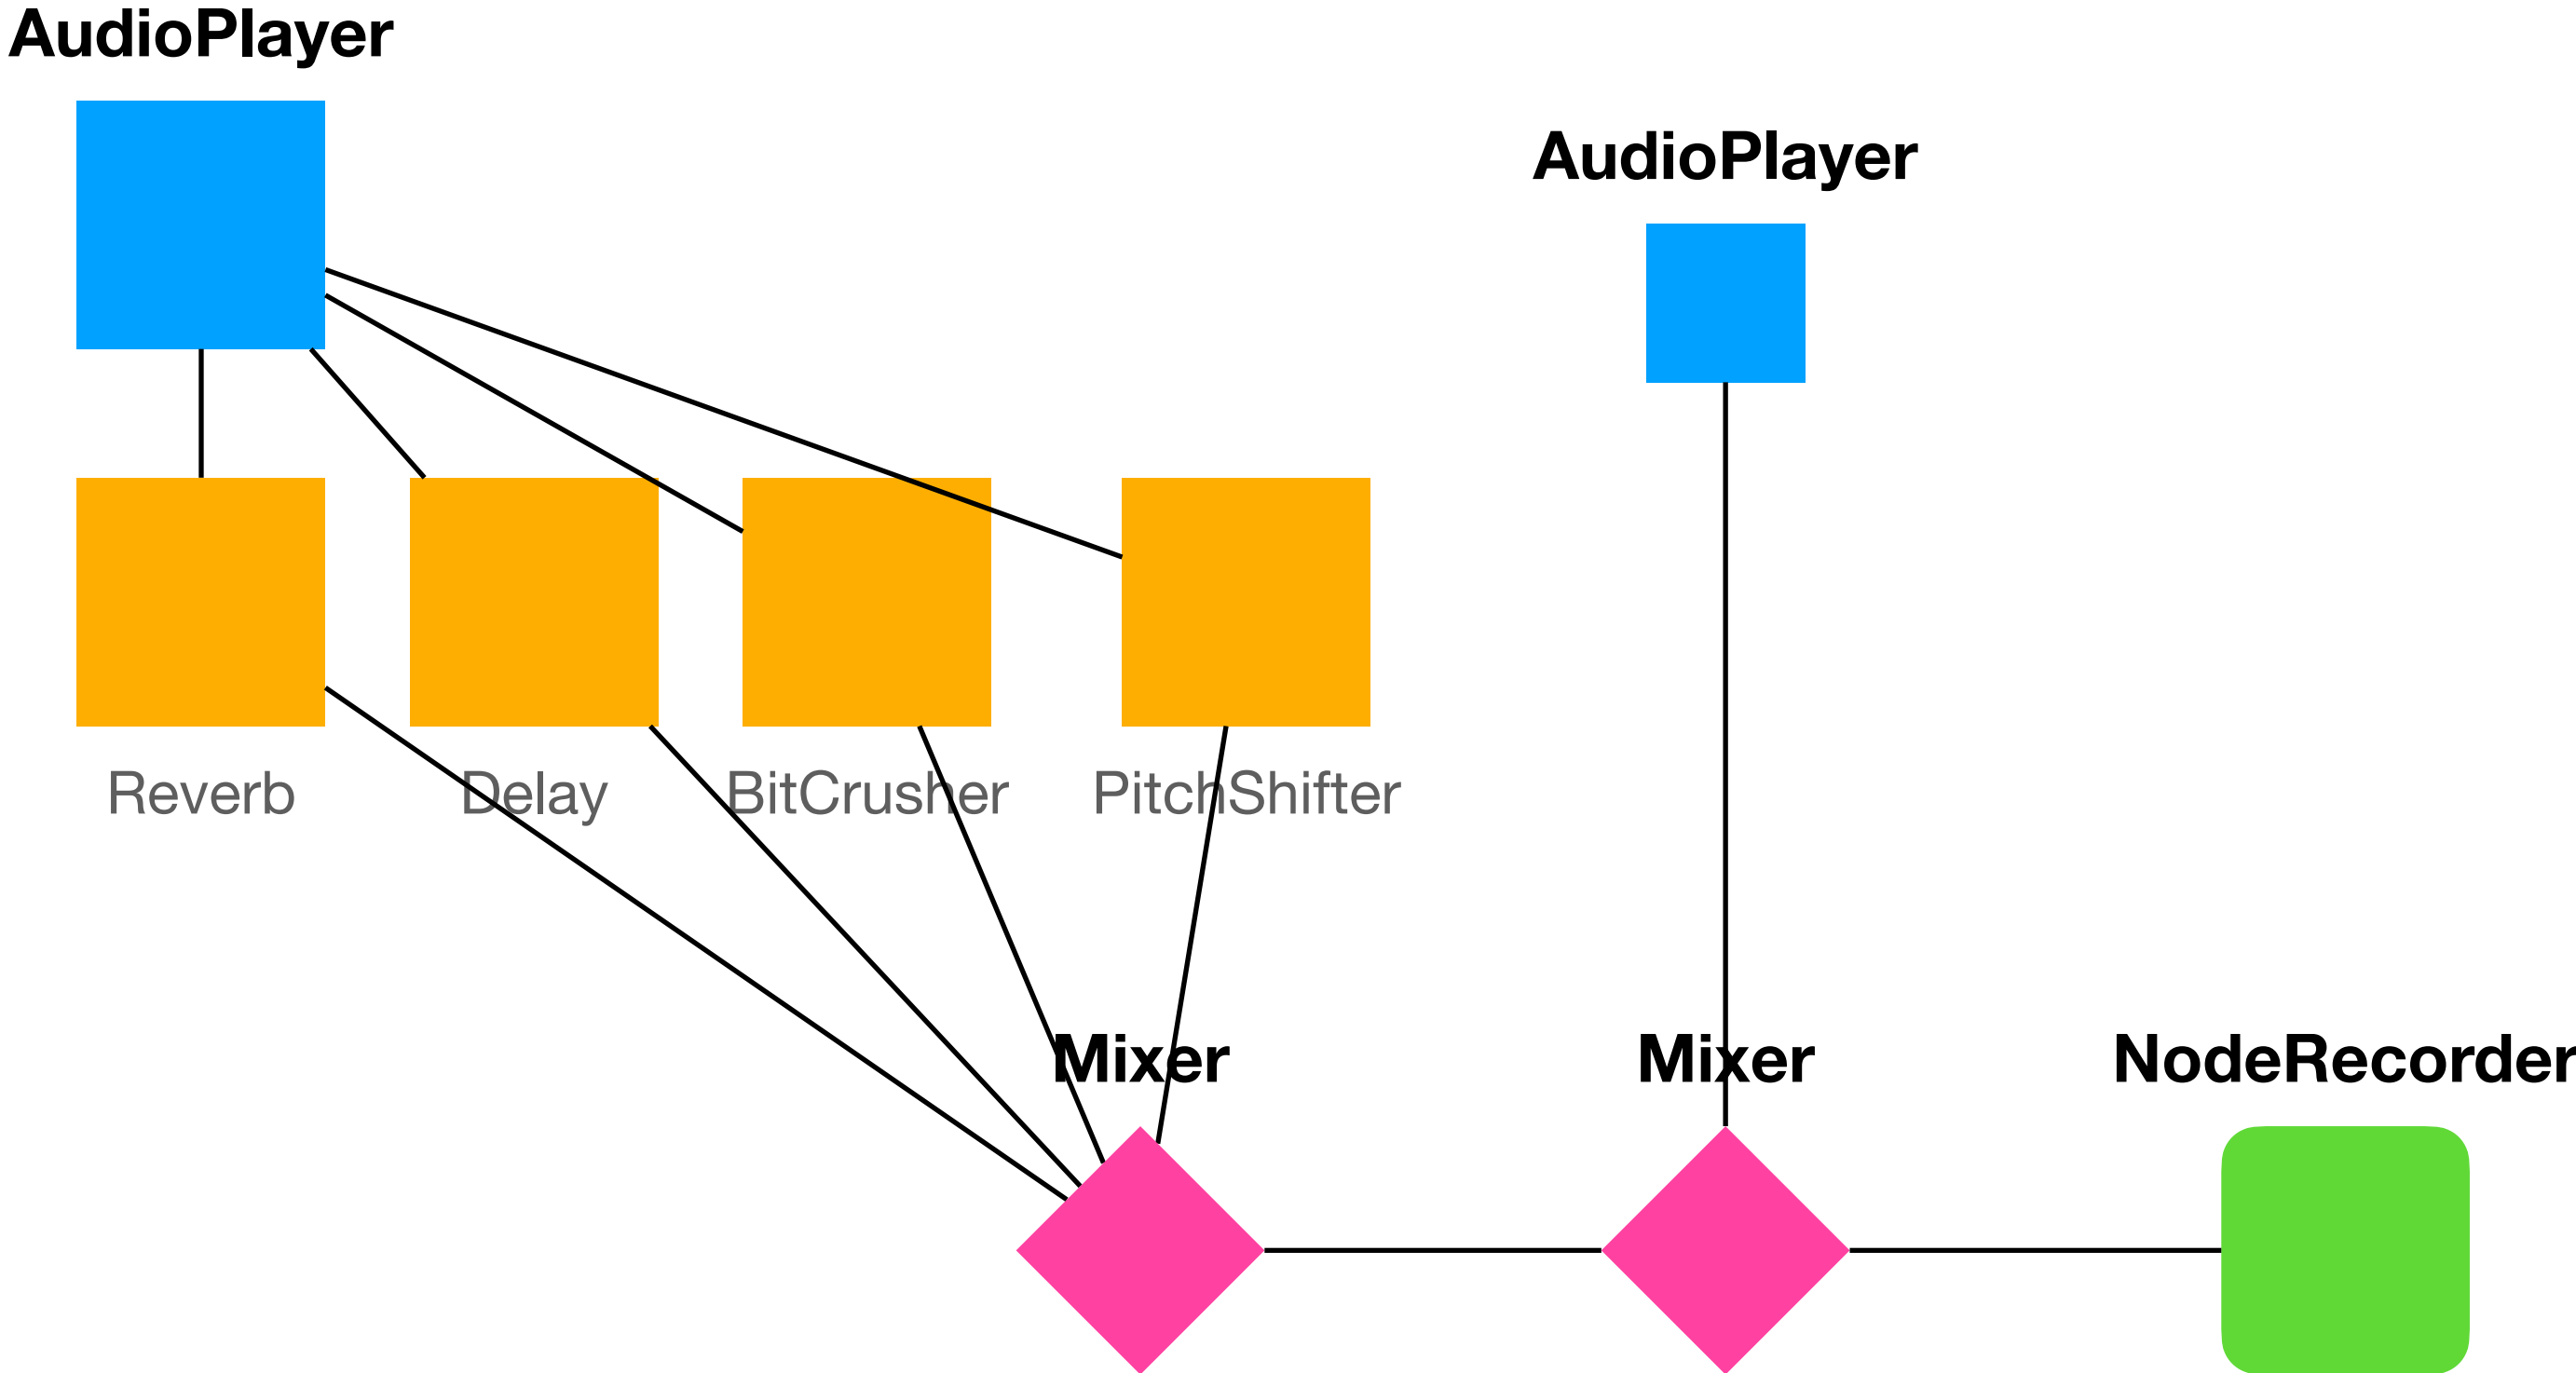 AudioPlayer
AudioPlayer
Reverb
Delay
BitCrusher
PitchShifter
Mixer
Mixer
NodeRecorder